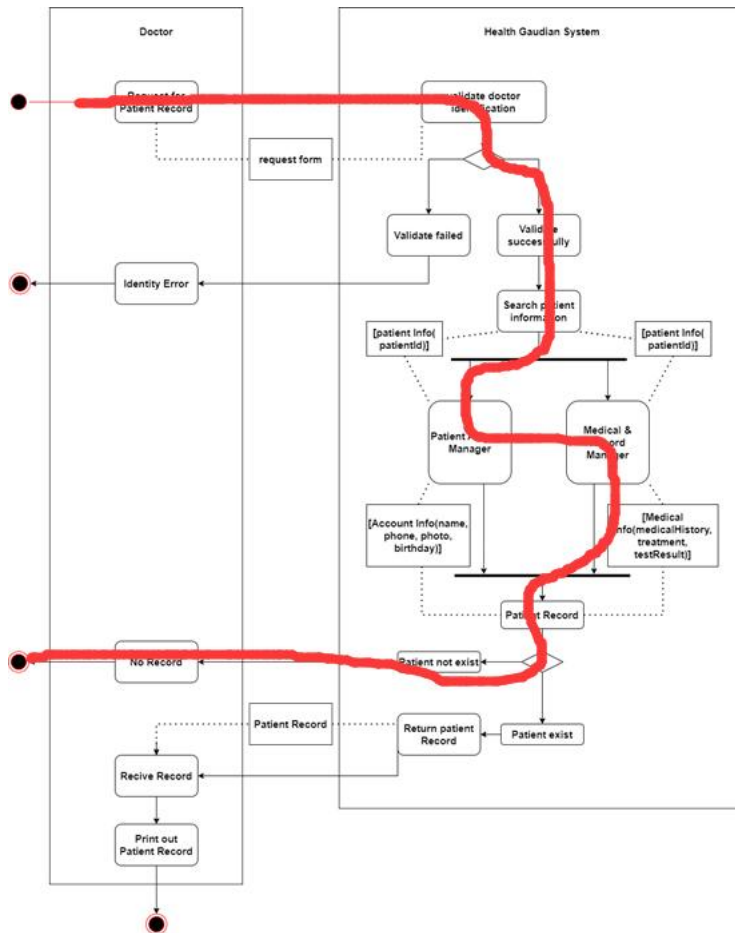 Doctor
Health Gaudian System
Request for
Patient Record
validate doctor
identification
request form
Validate failed
Validate
successfully
Identity Error
Search patient
information
[patient Info(
patientId)]
[patient Info(
patientId)]
Patient
Manager
Medical &
Manager
[Account Info(name,
phone, photo,
birthday)]
[Medical
Info(medicalHistory,
treatment,
testResult)]
Patient Record
No Record
Patient not exist
Patient Record
Return patient
Record
Patient exist
Recive Record
Print out
Patient Record